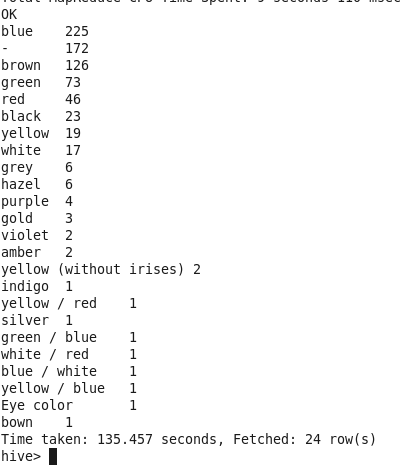 Total MapReduce CPU Time Spent: 9 seconds 110 msec
OK
blue 225
- 172
brown 126
green 73
red 46
black 23
yellow 19
white 17
grey 6
hazel 6
purple 4
gold 3
violet 2
amber 2
yellow (without irises) 2
indigo 1
yellow / red 1
silver 1
green / blue 1
white / red 1
blue / white 1
yellow / blue 1
Eye color 1
bown 1
Time taken: 135.457 seconds, Fetched: 24 row(s)
hive>